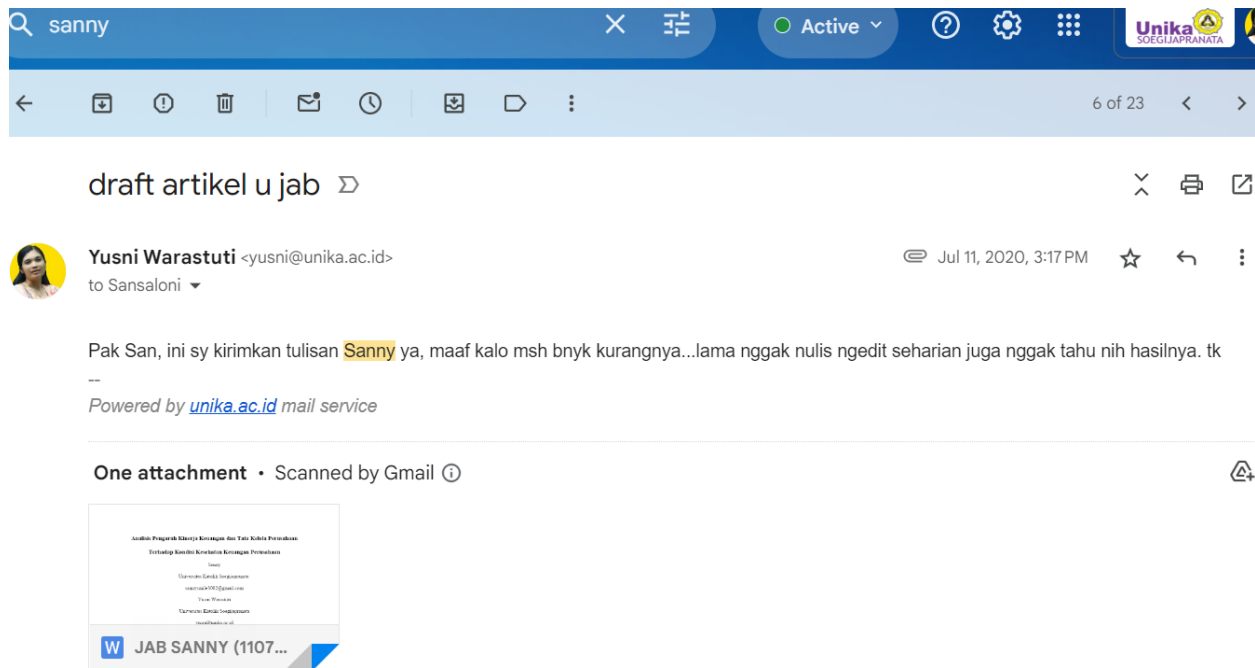 sanny
Active
Unika
SOEGIJAPRANATA
6 of 23
draft artikel u jab
Yusni Warastuti <yusni@unika.ac.id>
Jul 11, 2020, 3:17 PM
to Sansaloni
Pak San, ini sy kirimkan tulisan Sanny ya, maaf kalo msh bnyk kurangnya...lama nggak nulis ngedit seharian juga nggak tahu nih hasilnya. tk
--
Powered by unika.ac.id mail service
One attachment • Scanned by Gmail
Analisis Pengaruh Kinerja Keuangan dan Tata Kelola Perusahaan
Terhadap Kondisi Kesehatan Keuangan Perusahaan
Sanny
Universitas Katolik Soegijapranata
Yusni Warastuti
Universitas Katolik Soegijapranata
W JAB SANNY (1107...